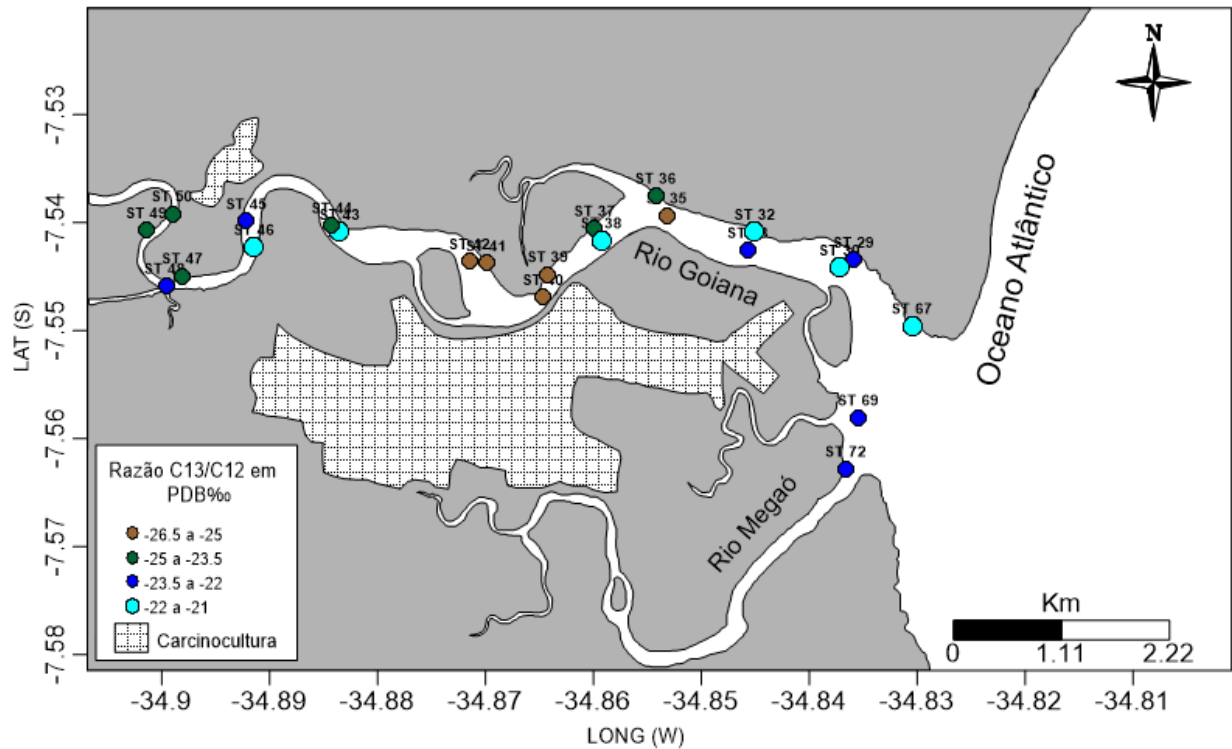 N
-7.53
-7.54
-7.55
-7.56
-7.57
-7.58
LAT (S)
ST 36
35
ST 50
ST 49
ST 45
ST 46
ST 44
43
ST 37
38
ST 32
ST 29
ST 30
ST 47
ST 48
ST 42
41
ST 39
ST 40
ST 67
ST 69
ST 72
Rio Goiana
Oceano Atlântico
Rio Megaó
Razão C13/C12 em
PDB‰
-26.5 a -25
-25 a -23.5
-23.5 a -22
-22 a -21
Carcinocultura
Km
0 1.11 2.22
-34.9 -34.89 -34.88 -34.87 -34.86 -34.85 -34.84 -34.83 -34.82 -34.81
LONG (W)